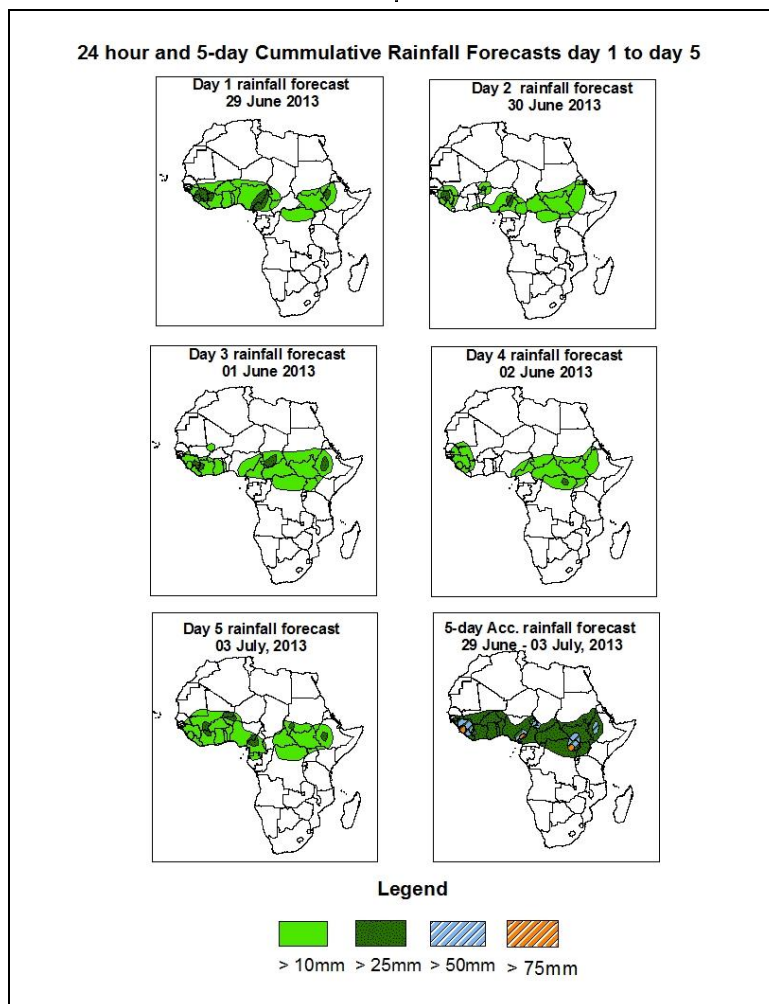 24 hour and 5-day Cummulative Rainfall Forecasts day 1 to day 5
Day 1 rainfall forecast
29 June 2013
Day 2 rainfall forecast
30 June 2013
Day 3 rainfall forecast
01 June 2013
Day 4 rainfall forecast
02 June 2013
Day 5 rainfall forecast
03 July, 2013
5-day Acc. rainfall forecast
29 June - 03 July, 2013
Legend
> 10mm > 25mm > 50mm > 75mm